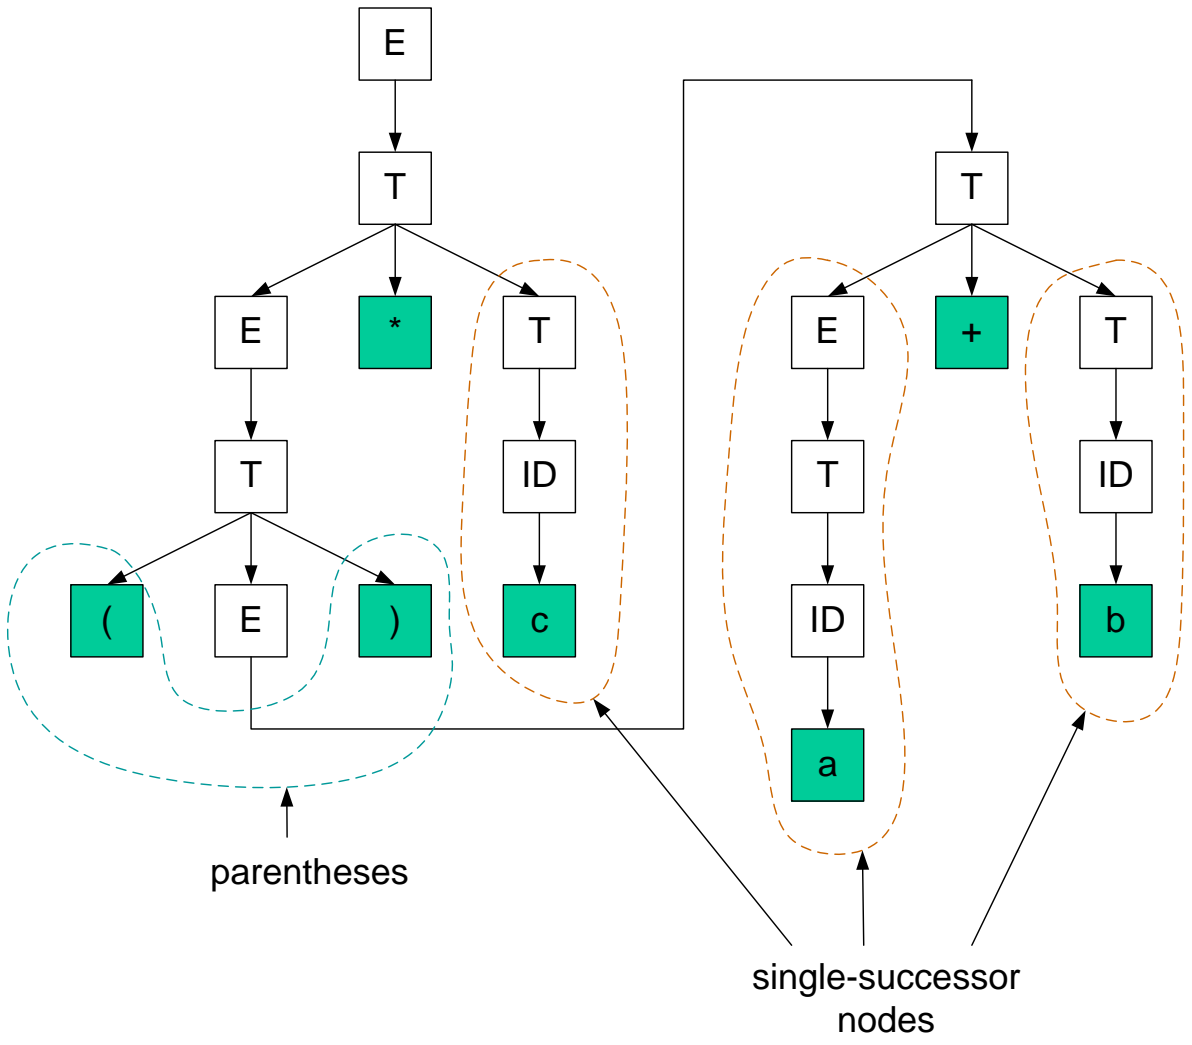 E
T
T
E
*
T
E
+
T
T
ID
T
ID
(
E
)
c
ID
b
a
parentheses
single-successor
nodes